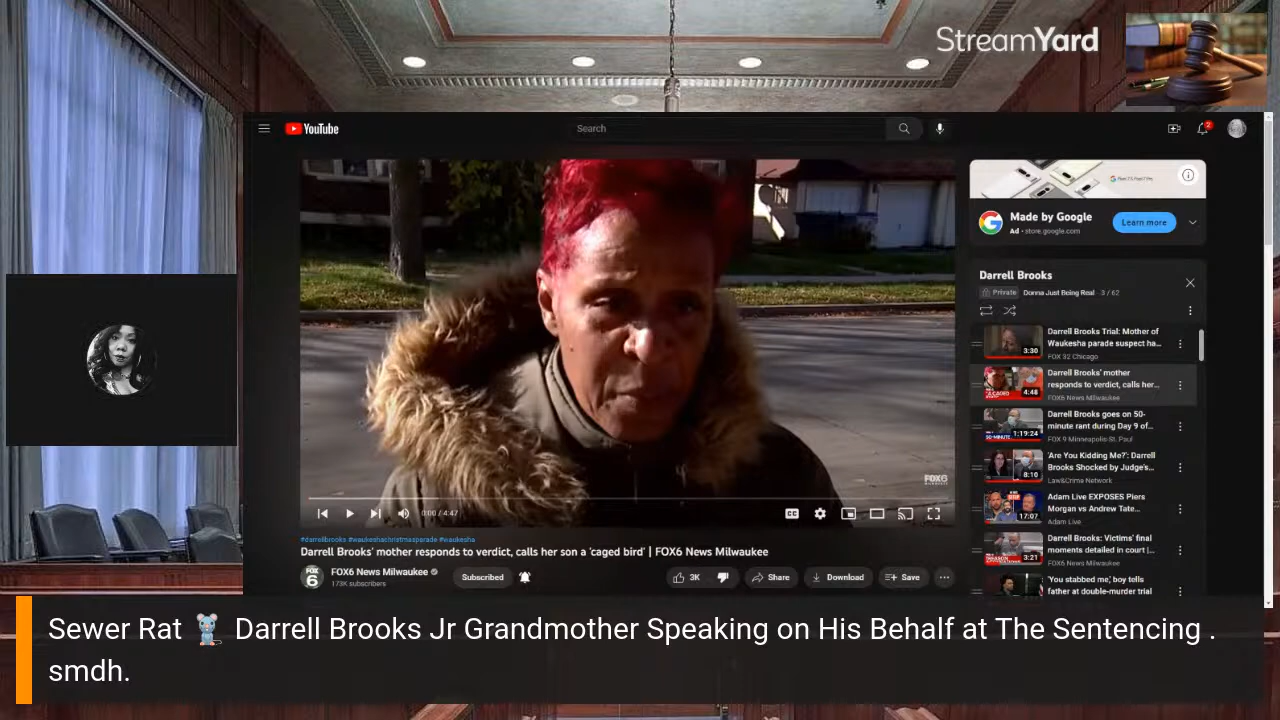 StreamYard
YouTube
Search
2
Made by Google
Ad · store.google.com
Learn more
Darrell Brooks
Private Donna Just Being Real - 3 / 62
3:30
Darrell Brooks Trial: Mother of
Waukesha parade suspect ha...
FOX 32 Chicago
4:48
Darrell Brooks' mother
responds to verdict, calls her...
FOX6 News Milwaukee
1:19:24
Darrell Brooks goes on 50-
minute rant during Day 9 of...
FOX 9 Minneapolis-St. Paul
8:10
'Are You Kidding Me?': Darrell
Brooks Shocked by Judge's...
Law&Crime Network
17:07
Adam Live EXPOSES Piers
Morgan vs Andrew Tate...
Adam Live
3:21
Darrell Brooks: Victims' final
moments detailed in court |...
FOX6 News Milwaukee
'You stabbed me,' boy tells
father at double-murder trial
FOX6
0:00 / 4:47
#darrellbrooks #waukeshachristmasparade #waukesha
Darrell Brooks' mother responds to verdict, calls her son a 'caged bird' | FOX6 News Milwaukee
FOX 6
FOX6 News Milwaukee
173K subscribers
Subscribed
3K
Share
Download
Save
Sewer Rat 🐀 Darrell Brooks Jr Grandmother Speaking on His Behalf at The Sentencing .
smdh.